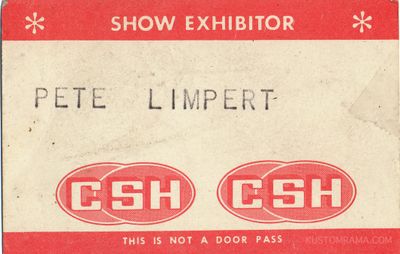 * SHOW EXHIBITOR *
PETE LIMPERT
CSH CSH
THIS IS NOT A DOOR PASS
KUSTOMRAMA.COM